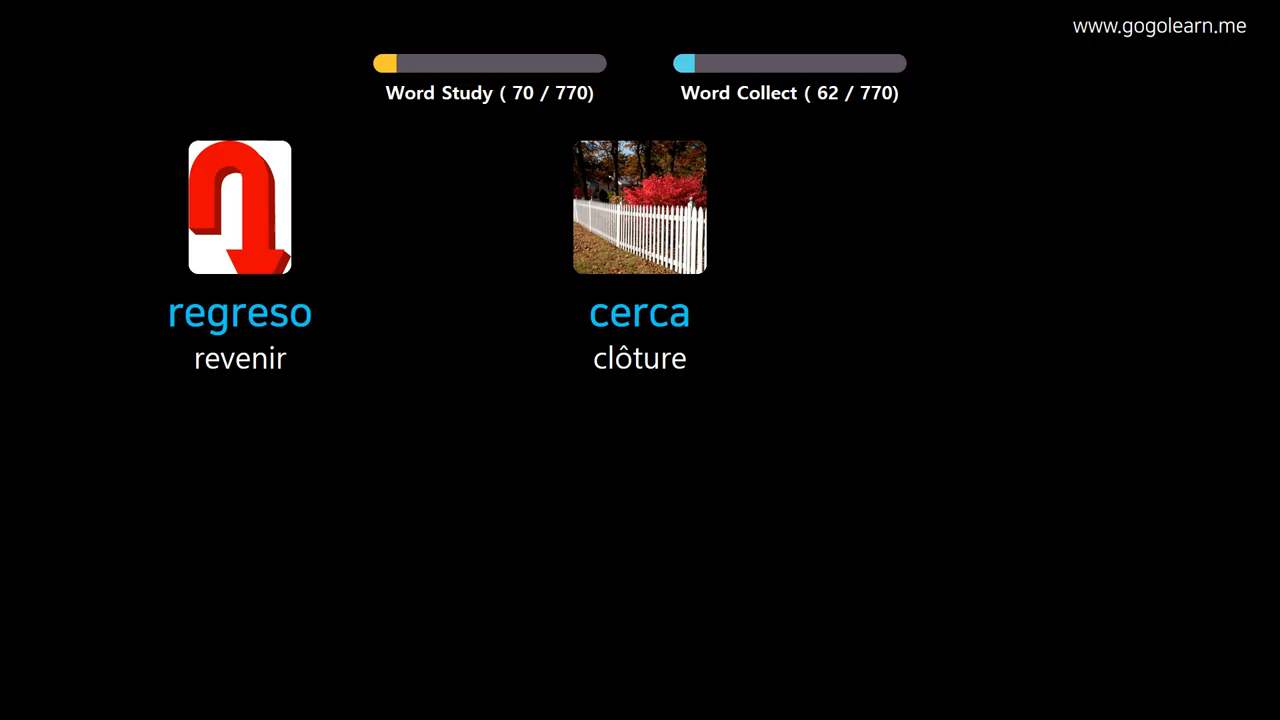 www.gogolearn.me
Word Study ( 70 / 770)
Word Collect ( 62 / 770)
regreso
revenir
cerca
clôture